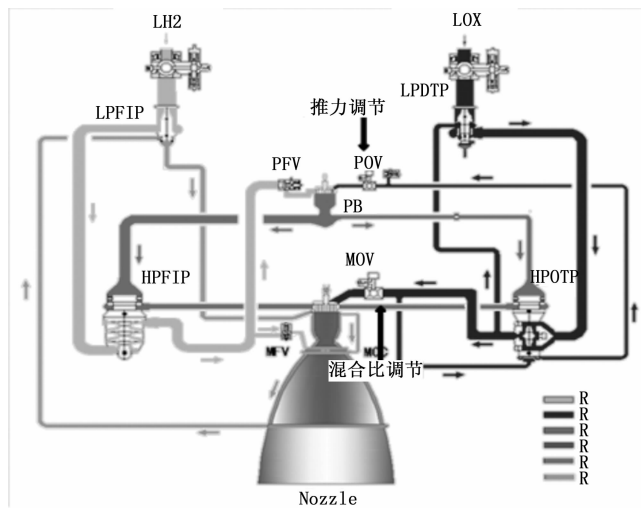 LH2
LOX
LPFIP
LPDTP
推力调节
PFV
POV
PB
HPFIP
MOV
HPOTP
MFV
MCC
混合比调节
R
R
R
R
R
R
Nozzle